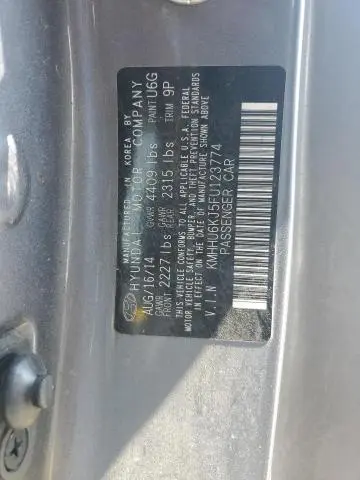 MANUFACTURED IN KOREA BY
HYUNDAI MOTOR COMPANY
AUG/16/14 GVWR 4409 lbs PAINT U6G
GAWR FRONT 2227 lbs GAWR REAR 2315 lbs TRIM 9P
THIS VEHICLE CONFORMS TO ALL APPLICABLE U.S.A. FEDERAL
MOTOR VEHICLE SAFETY, BUMPER, AND THEFT PREVENTION STANDARDS
IN EFFECT ON THE DATE OF MANUFACTURE SHOWN ABOVE
V.I.N KMHHU6KJ5FU123774
PASSENGER CAR